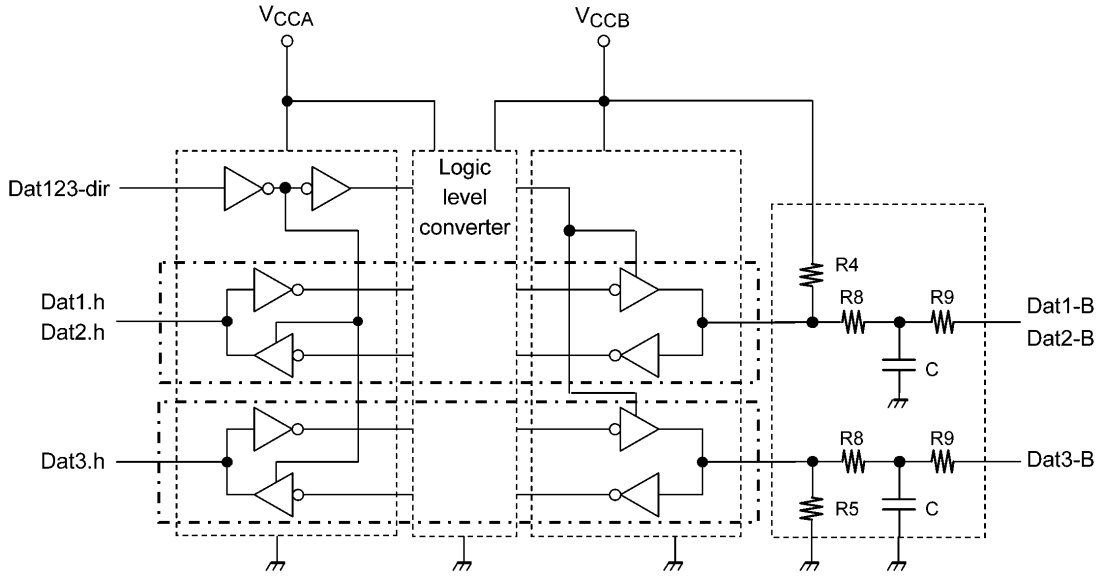 VCCA
VCCB
Dat123-dir
Logic
level
converter
R4
Dat1.h
Dat2.h
R8
R9
Dat1-B
Dat2-B
C
Dat3.h
R8
R9
Dat3-B
R5
C